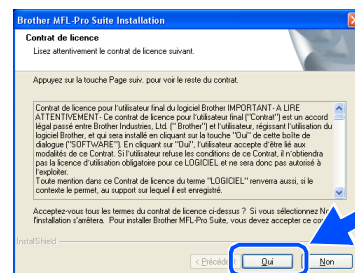 Brother MFL-Pro Suite Installation
Contrat de licence
Lisez attentivement le contrat de licence suivant.
Appuyez sur la touche Page suiv. pour voir le reste du contrat.
Contrat de licence pour l'utilisateur final du logiciel Brother IMPORTANT- A LIRE
ATTENTIVEMENT- Ce contrat de licence pour l'utilisateur final ("Contrat") est un accord
légal passé entre Brother Industries, Ltd. (" Brother") et l'utilisateur, régissant l'utilisation du
logiciel Brother, et qui sera installé en cliquant sur la touche "Oui" de cette boîte de
dialogue ("SOFTWARE"). En cliquant sur "Oui", l'utilisateur accepte d'être lié aux
modalités de ce Contrat. Si l'utilisateur refuse les conditions de ce Contrat, il n'obtiendra
pas la licence d'utilisation obligatoire pour ce LOGICIEL et ne sera donc pas autorisé à
l'exploiter.
Toute mention dans ce Contrat de licence du terme "LOGICIEL" renverra aussi, si le
contexte le permet, au support sur lequel il est enregistré.
Acceptez-vous tous les termes du contrat de licence ci-dessus ? Si vous sélectionnez
l'installation s'arrêtera. Pour installer Brother MFL-Pro Suite, vous devez accepter ce
InstallShield
< Précédent
Oui
Non